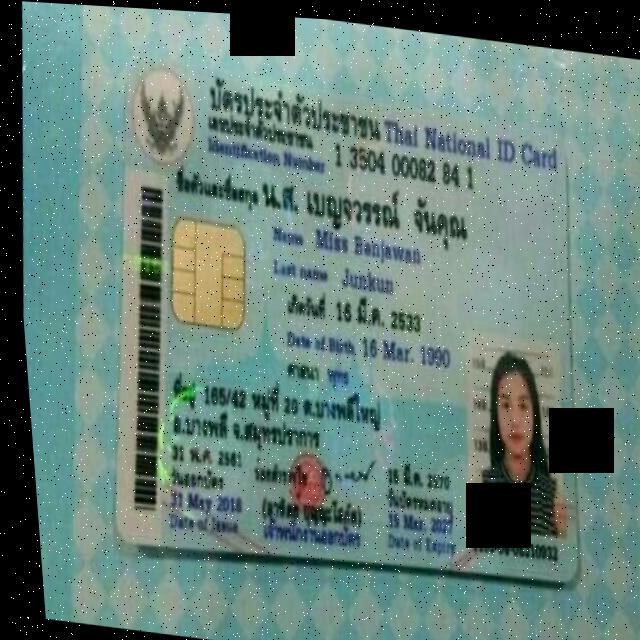 บัตรประจำตัวประชาชน Thai National ID Card
เลขประจำตัวประชาชน 1 3504 00082 84 1
Identification Number
ชื่อตัวและชื่อสกุล น.ส. เบญจวรรณ์ จันคุณ
Name Miss Benjawan
Last name Junkun
เกิดวันที่ 16 มี.ค. 2533
Date of Birth 16 Mar. 1990
ศาสนา พุทธ
ที่อยู่ 165/42 หมู่ที่ 20 ต.บางพลีใหญ่
อ.บางพลี จ.สมุทรปราการ
31 พ.ค. 2561
วันออกบัตร
31 May 2018
Date of Issue
เจ้าพนักงานออกบัตร
15 มี.ค. 2570
วันบัตรหมดอายุ
15 Mar. 2027
Date of Expiry